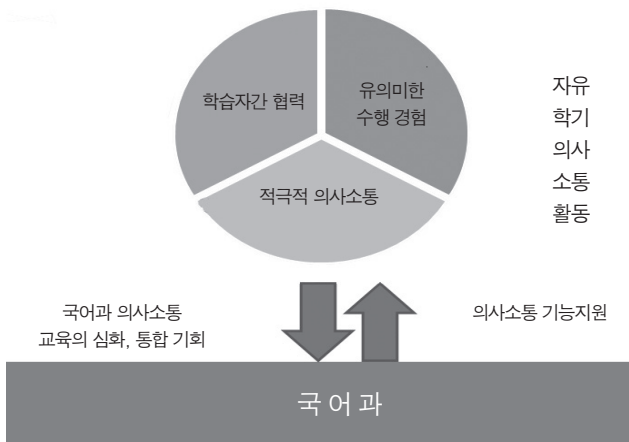 학습자간 협력
유의미한
수행 경험
적극적 의사소통
자유
학기
의사
소통
활동
국어과 의사소통
교육의 심화, 통합 기회
의사소통 기능지원
국어과